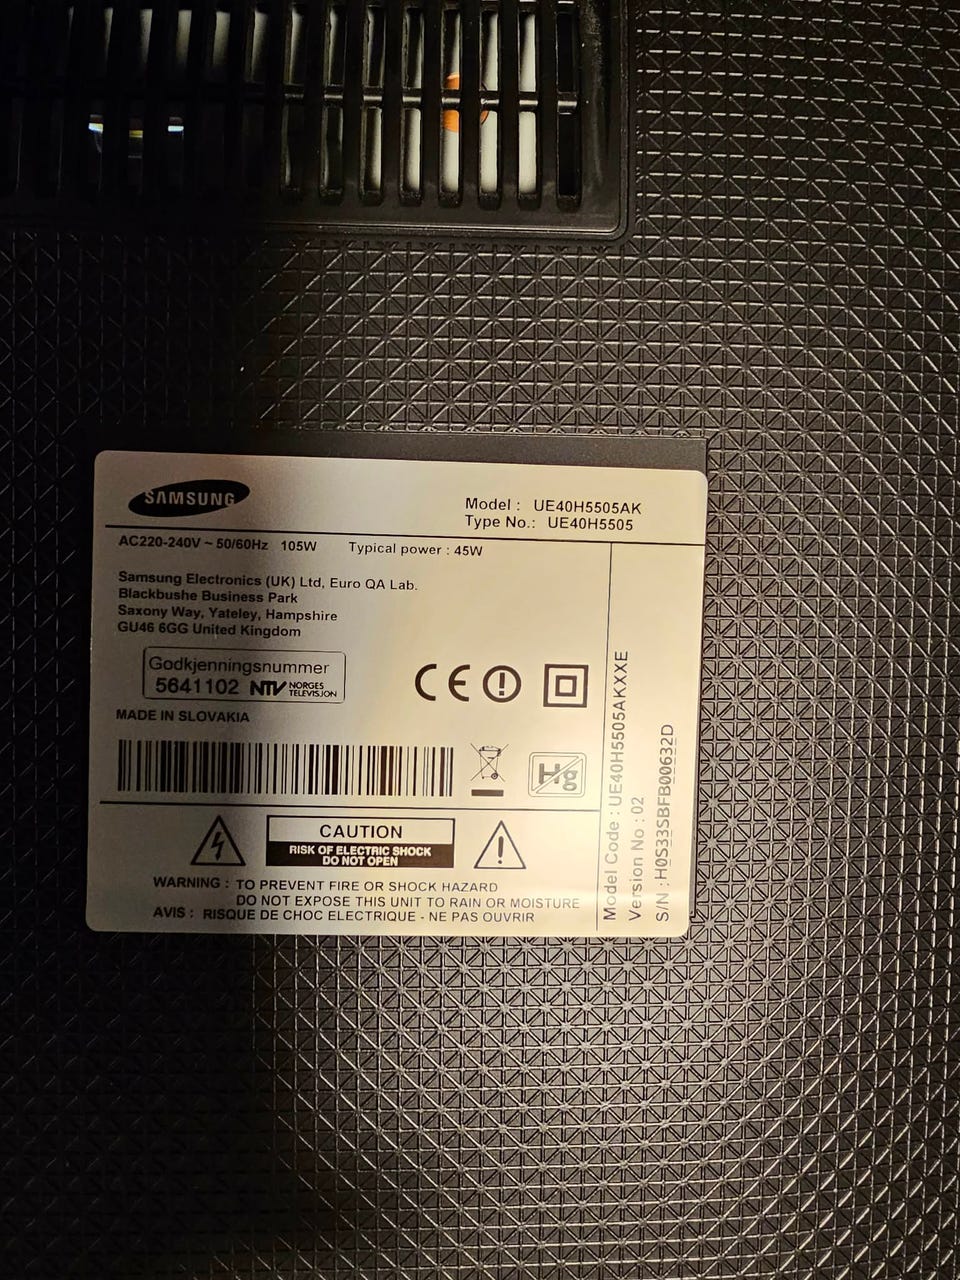 SAMSUNG
Model : UE40H5505AK
Type No.: UE40H5505
AC220-240V ~ 50/60Hz 105W Typical power : 45W
Samsung Electronics (UK) Ltd, Euro QA Lab.
Blackbushe Business Park
Saxony Way, Yateley, Hampshire
GU46 6GG United Kingdom
Godkjenningsnummer
5641102 NTV NORGES
TELEVISJON
CE
MADE IN SLOVAKIA
Hg
CAUTION
RISK OF ELECTRIC SHOCK
DO NOT OPEN
WARNING : TO PREVENT FIRE OR SHOCK HAZARD
DO NOT EXPOSE THIS UNIT TO RAIN OR MOISTURE
AVIS : RISQUE DE CHOC ELECTRIQUE - NE PAS OUVRIR
Model Code : UE40H5505AKXXE
Version No : 02
S/N : H0S33SBFB00632D